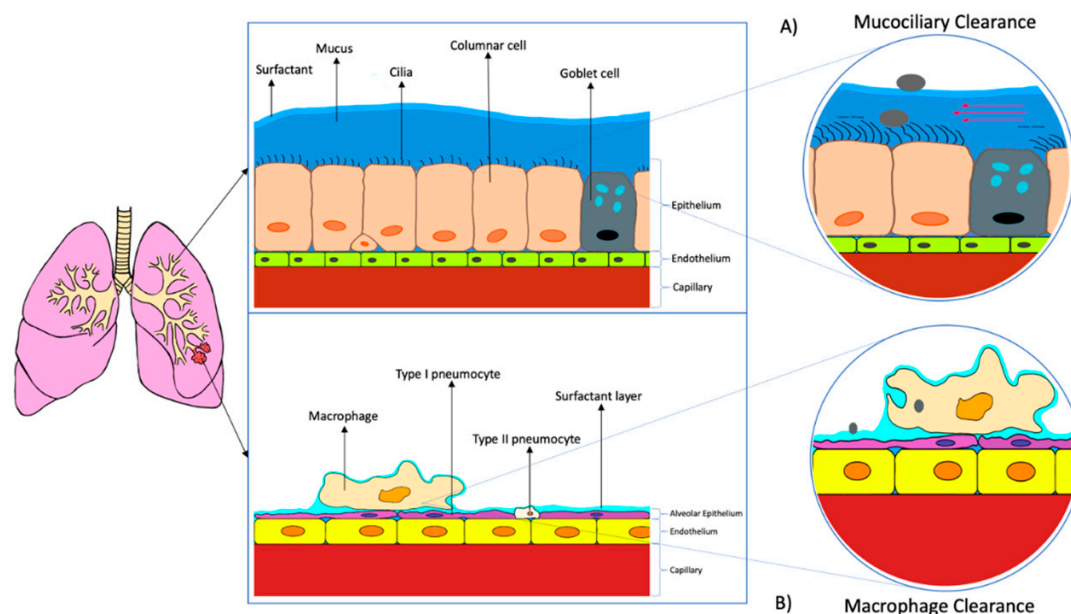 A)
Mucociliary Clearance
Columnar cell
Mucus
Surfactant
Cilia
Goblet cell
Epithelium
Endothelium
Capillary
Type I pneumocyte
Surfactant layer
Macrophage
Type II pneumocyte
Alveolar Epithelium
Endothelium
Capillary
B)
Macrophage Clearance